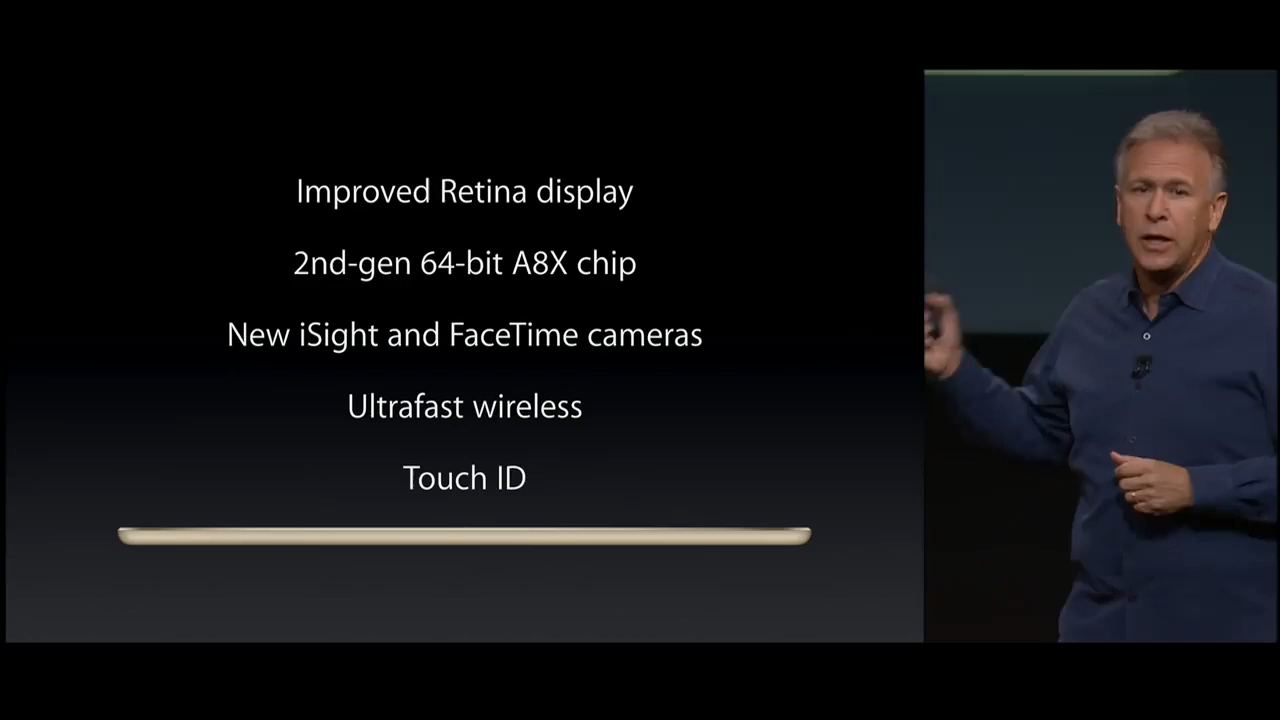 Improved Retina display
2nd-gen 64-bit A8X chip
New iSight and FaceTime cameras
Ultrafast wireless
Touch ID